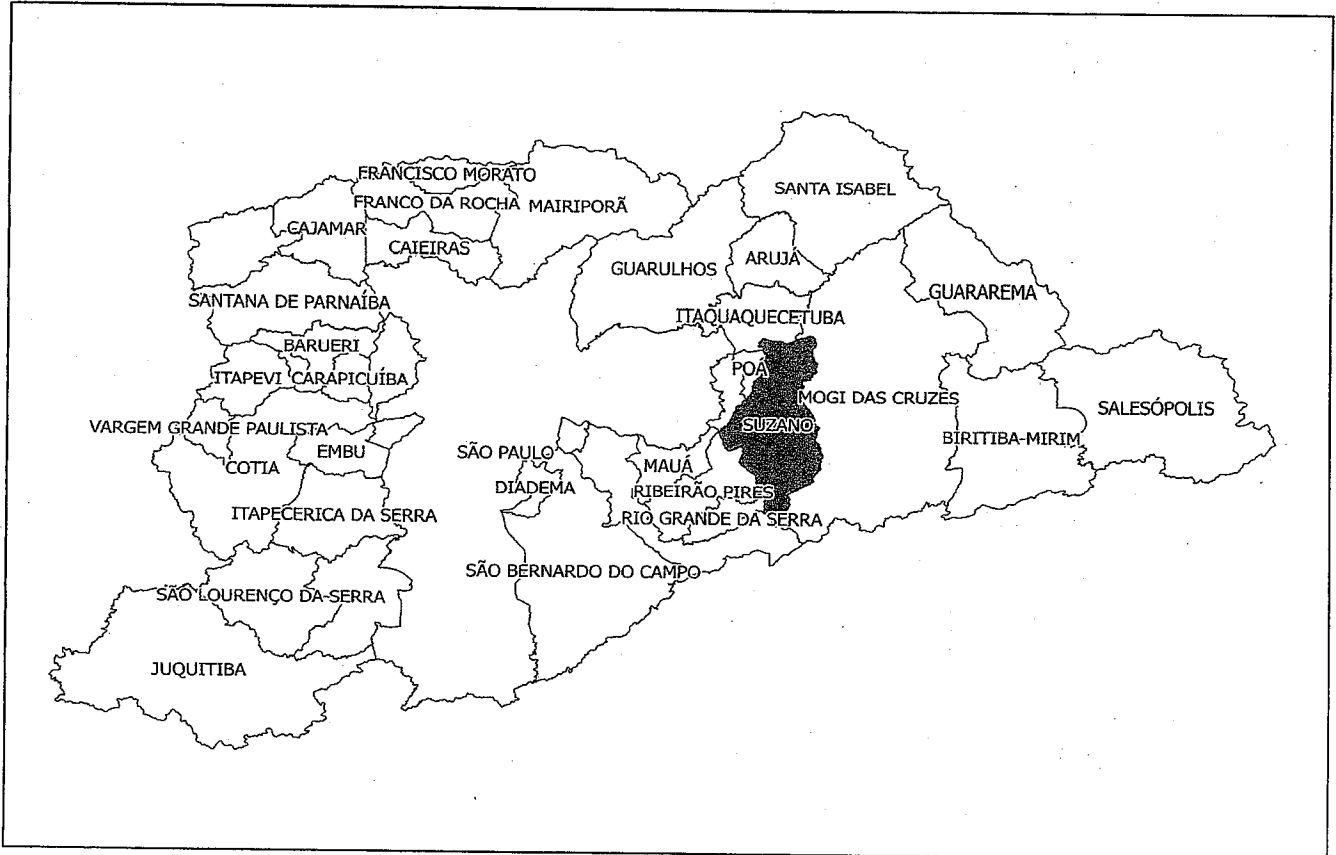 FRANCISCO MORATO
SANTA ISABEL
FRANCO DA ROCHA
MAIRIPORÃ
CAJAMAR
CAIEIRAS
ARUJÁ
GUARULHOS
GUARAREMA
SANTANA DE PARNAÍBA
ITAQUAQUECETUBA
BARUERI
POÁ
ITAPEVI
CARAPICUÍBA
MOGI DAS CRUZES
SALESÓPOLIS
VARGEM GRANDE PAULISTA
SUZANO
BIRITIBA-MIRIM
EMBU
SÃO PAULO
COTIA
MAUÁ
DIADEMA
RIBEIRÃO PIRES
ITAPECERICA DA SERRA
RIO GRANDE DA SERRA
SÃO BERNARDO DO CAMPO
SÃO LOURENÇO DA SERRA
JUQUITIBA